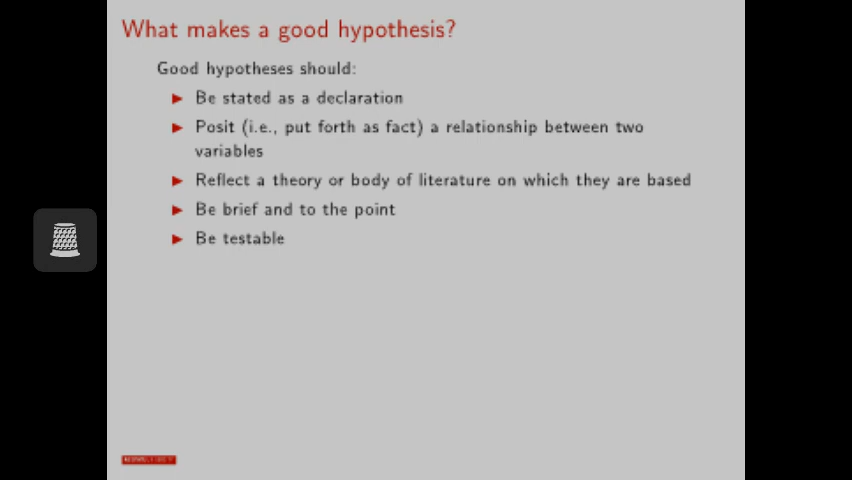 What makes a good hypothesis?
Good hypotheses should:
Be stated as a declaration
Posit (i.e., put forth as fact) a relationship between two
variables
Reflect a theory or body of literature on which they are based
Be brief and to the point
Be testable